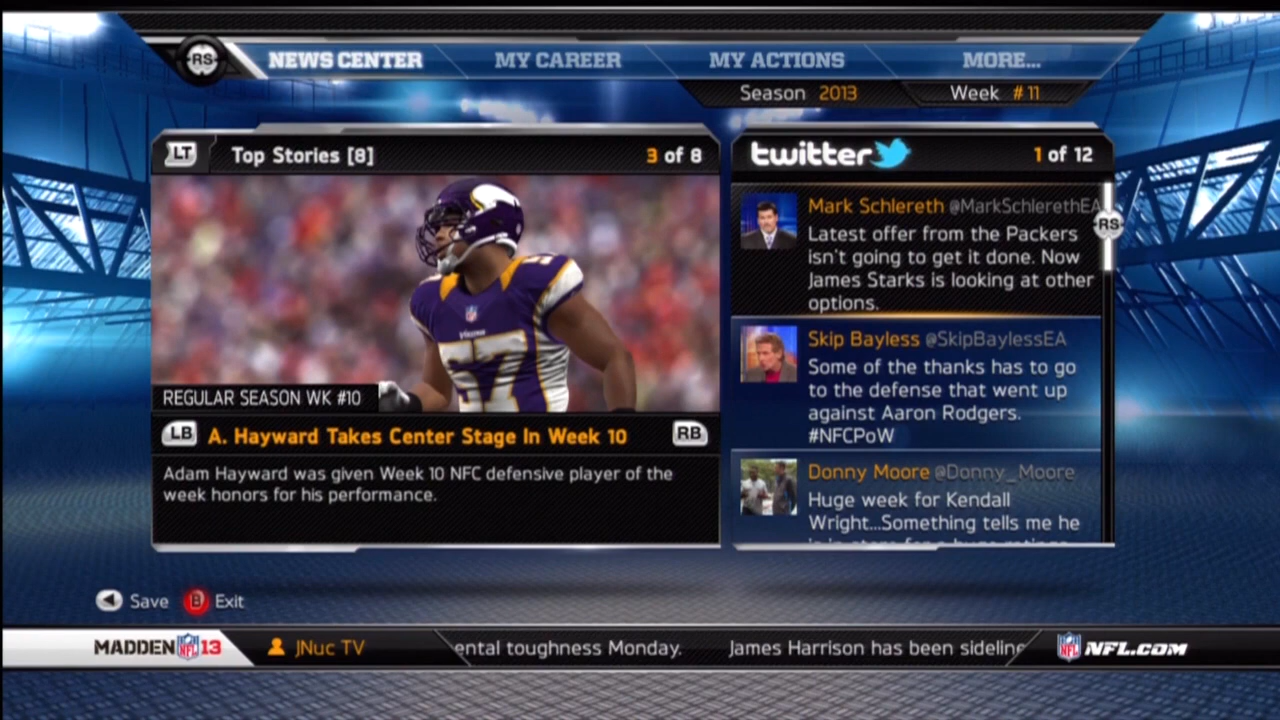 RS
NEWS CENTER
MY CAREER
MY ACTIONS
MORE...
Season 2013
Week #11
LT
Top Stories [8]
3 of 8
57
REGULAR SEASON WK #10
LB
A. Hayward Takes Center Stage In Week 10
RB
Adam Hayward was given Week 10 NFC defensive player of the
week honors for his performance.
twitter
1 of 12
Mark Schlereth @MarkSchlerethEA
RS
Latest offer from the Packers
isn't going to get it done. Now
James Starks is looking at other
options.
Skip Bayless @SkipBaylessEA
Some of the thanks has to go
to the defense that went up
against Aaron Rodgers.
#NFCPoW
Donny Moore @Donny_Moore
Huge week for Kendall
Wright...Something tells me he
Save
B Exit
MADDEN NFL 13
JNuc TV
ental toughness Monday.
James Harrison has been sideline
NFL NFL.COM